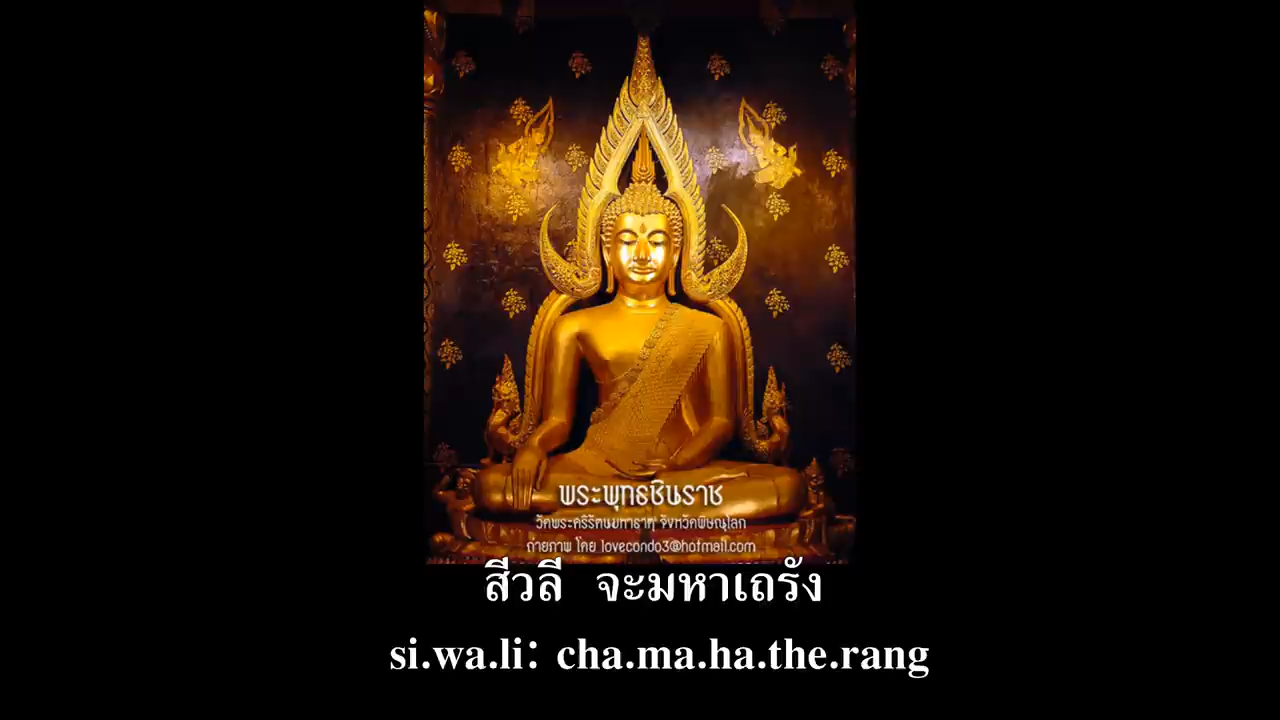 พระพุทธชินราช
วัดพระศรีรัตนมหาธาตุ จังหวัดพิษณุโลก
ถ่ายภาพ โดย lovecondo3@hotmail.com
สีวลี จะมหาเถรัง
si.wa.li: cha.ma.ha.the.rang